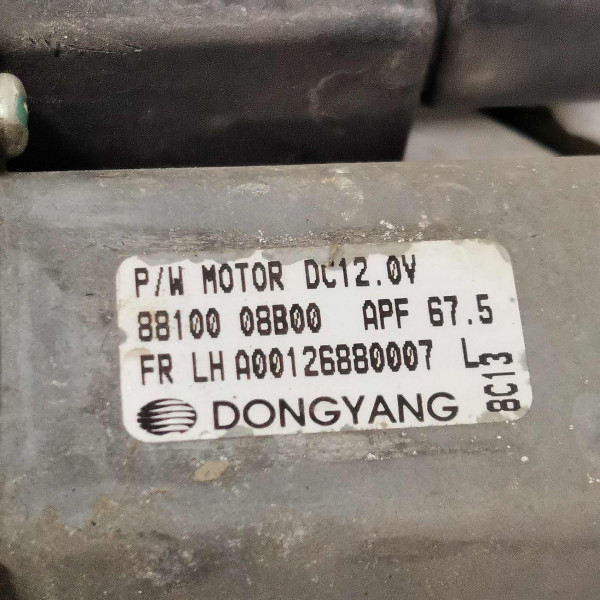 P/W MOTOR DC12.0V
88100 08B00 APF 67.5
FR LH A00126880007 L
8C13
DONGYANG